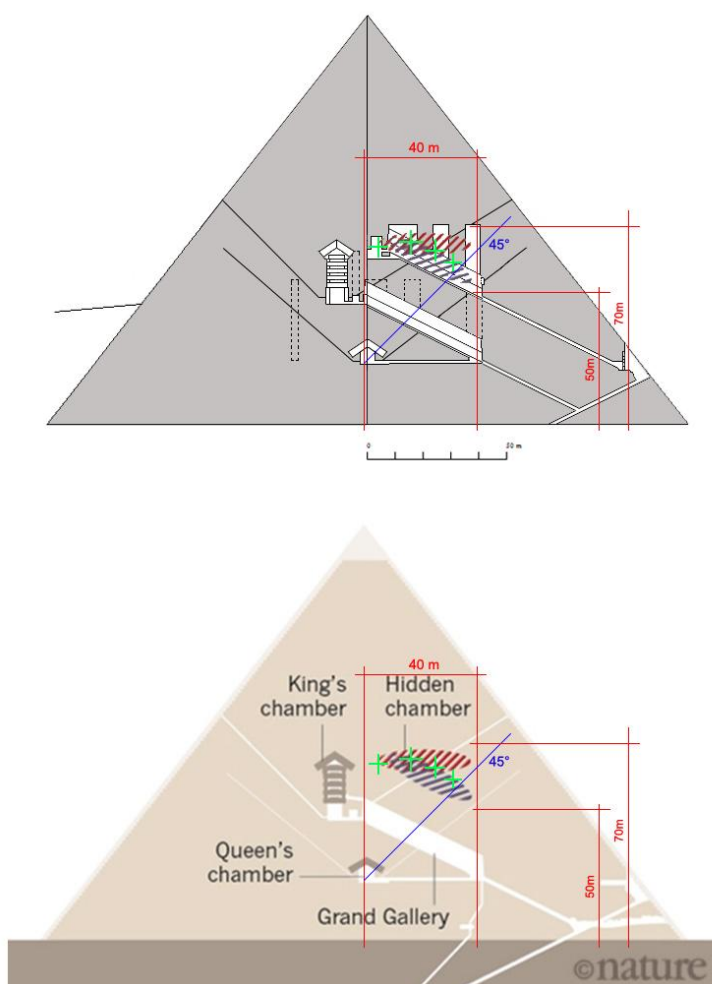 40 m
45°
70m
50m
0
50 m
40 m
King's
chamber
Hidden
chamber
45°
70m
50m
Queen's
chamber
Grand Gallery
©nature